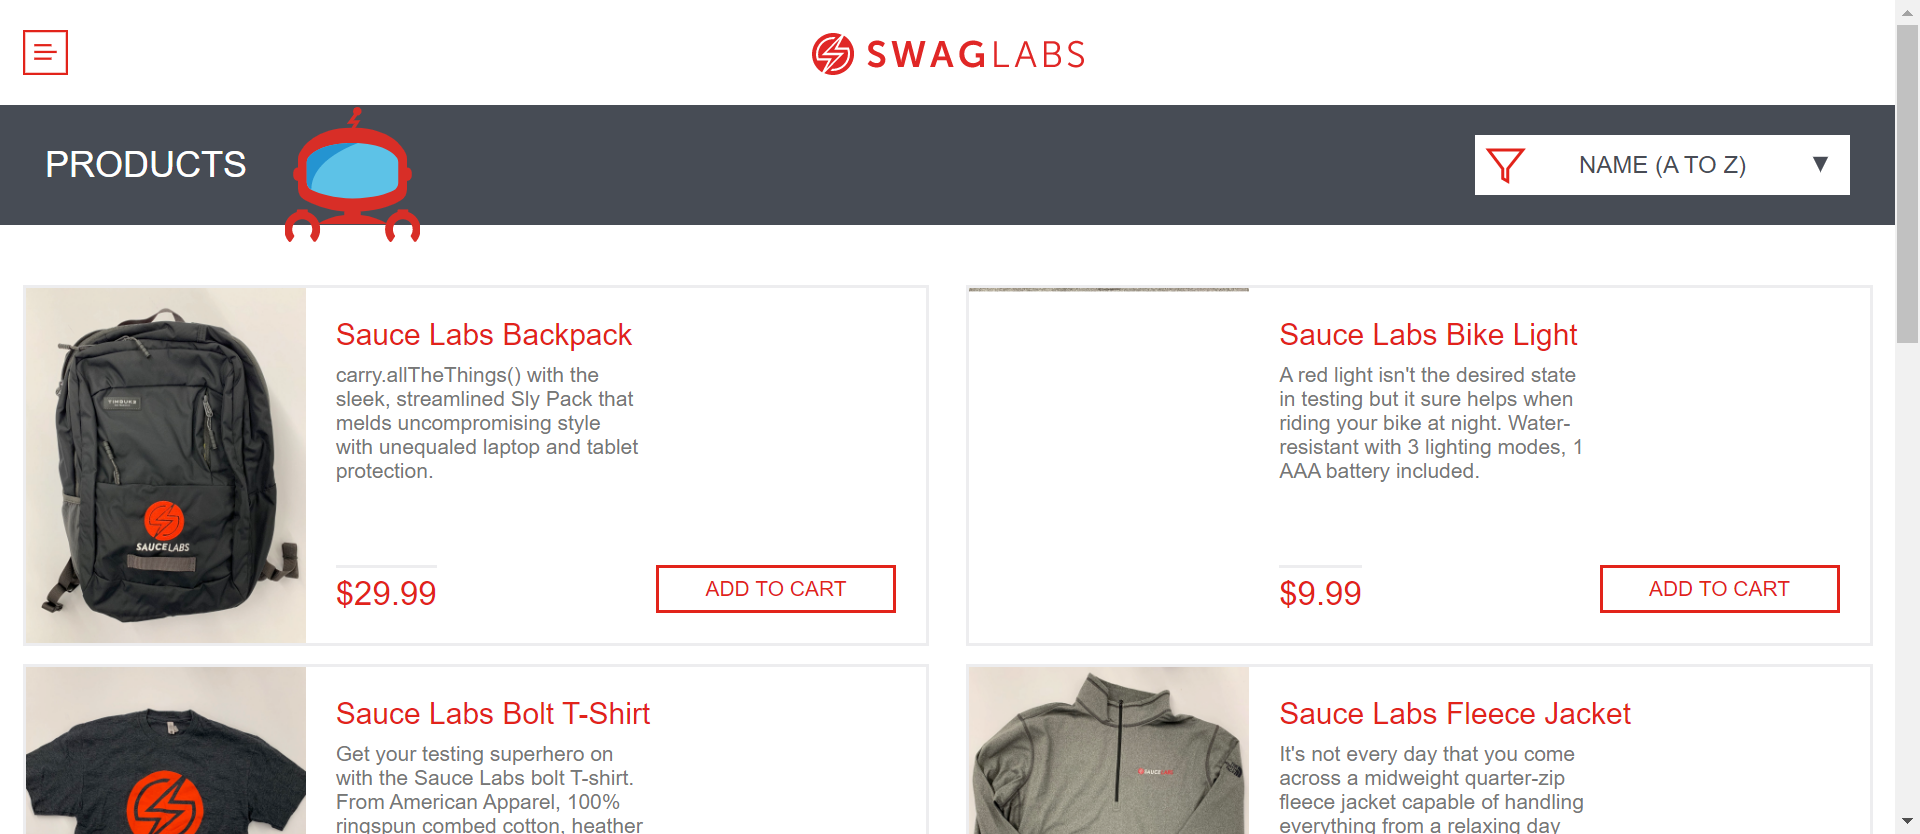 SWAGLABS
PRODUCTS
NAME (A TO Z)
Sauce Labs Backpack
carry.allTheThings() with the
sleek, streamlined Sly Pack that
melds uncompromising style
with unequaled laptop and tablet
protection.
$29.99
ADD TO CART
TIMBUK2
SAUCELABS
Sauce Labs Bike Light
A red light isn't the desired state
in testing but it sure helps when
riding your bike at night. Water-
resistant with 3 lighting modes, 1
AAA battery included.
$9.99
ADD TO CART
Sauce Labs Bolt T-Shirt
Get your testing superhero on
with the Sauce Labs bolt T-shirt.
From American Apparel, 100%
ringspun combed cotton, heather
Sauce Labs Fleece Jacket
It's not every day that you come
across a midweight quarter-zip
fleece jacket capable of handling
everything from a relaxing day
SAUCELABS